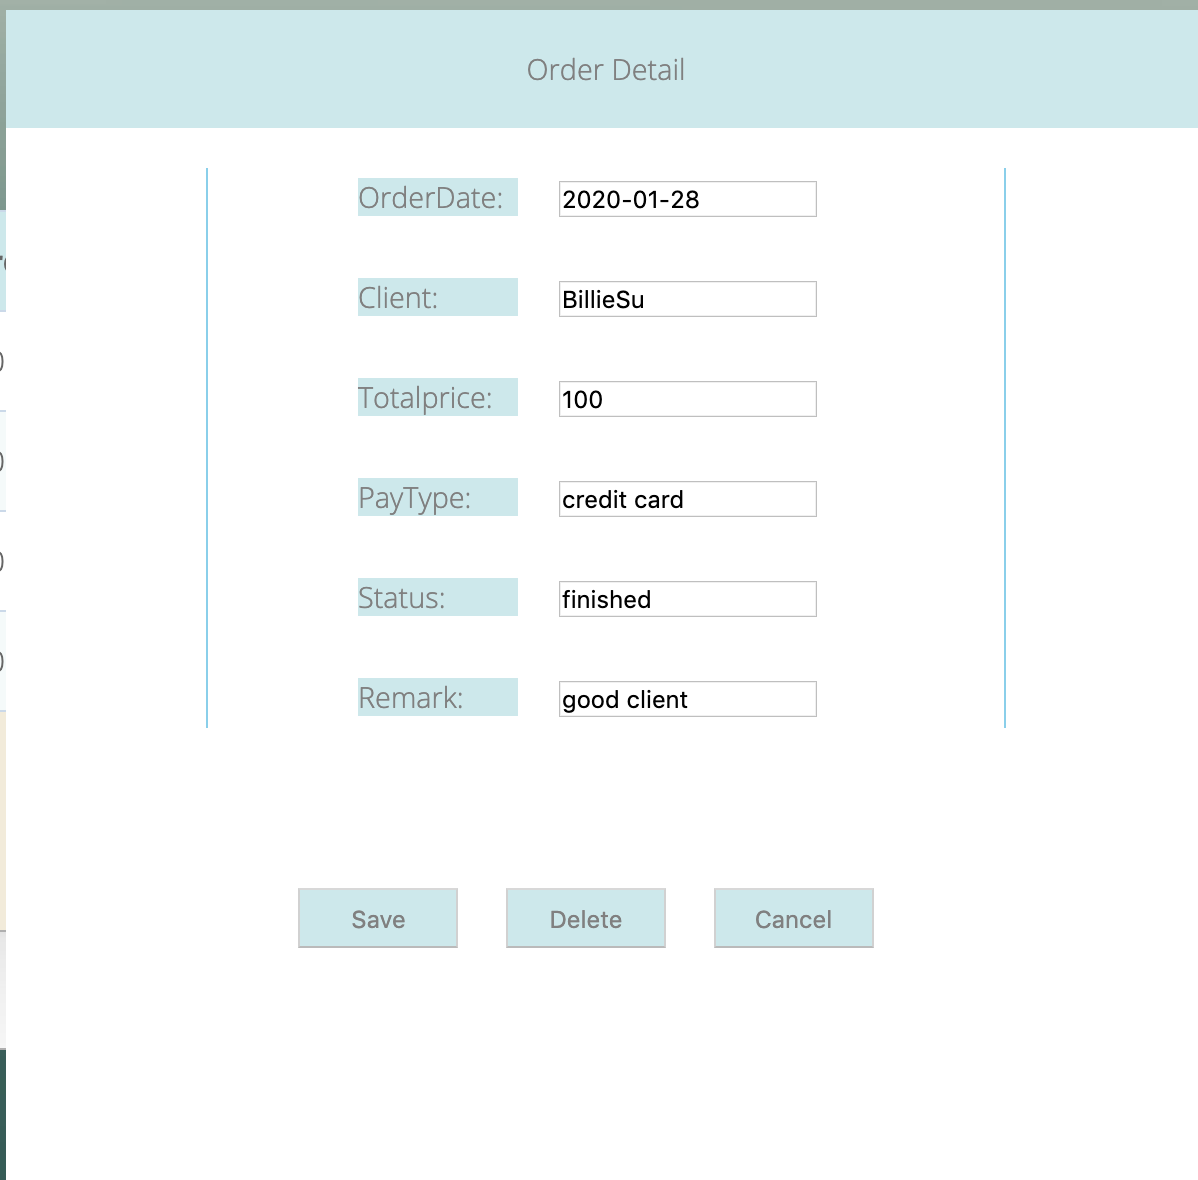 Order Detail
OrderDate: 2020-01-28
Client: BillieSu
Totalprice: 100
PayType: credit card
Status: finished
Remark: good client
Save Delete Cancel